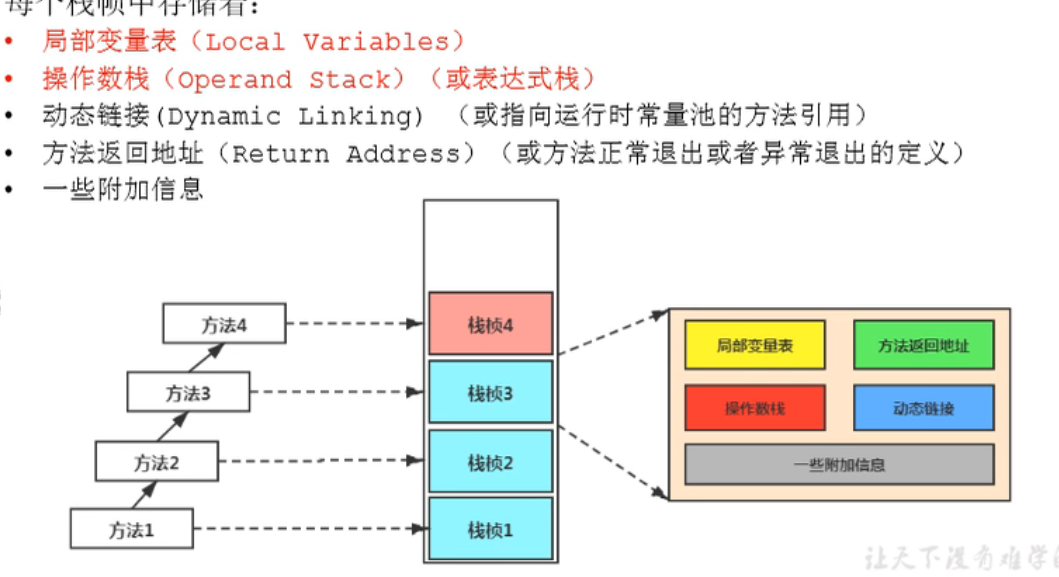 每个栈帧中存储着：
• 局部变量表（Local Variables）
• 操作数栈（Operand Stack）（或表达式栈）
• 动态链接(Dynamic Linking) （或指向运行时常量池的方法引用）
• 方法返回地址（Return Address）（或方法正常退出或者异常退出的定义）
• 一些附加信息
方法4
栈桢4
方法3
栈桢3
方法2
栈桢2
方法1
栈桢1
局部变量表
方法返回地址
操作数栈
动态链接
一些附加信息
让天下没有难学